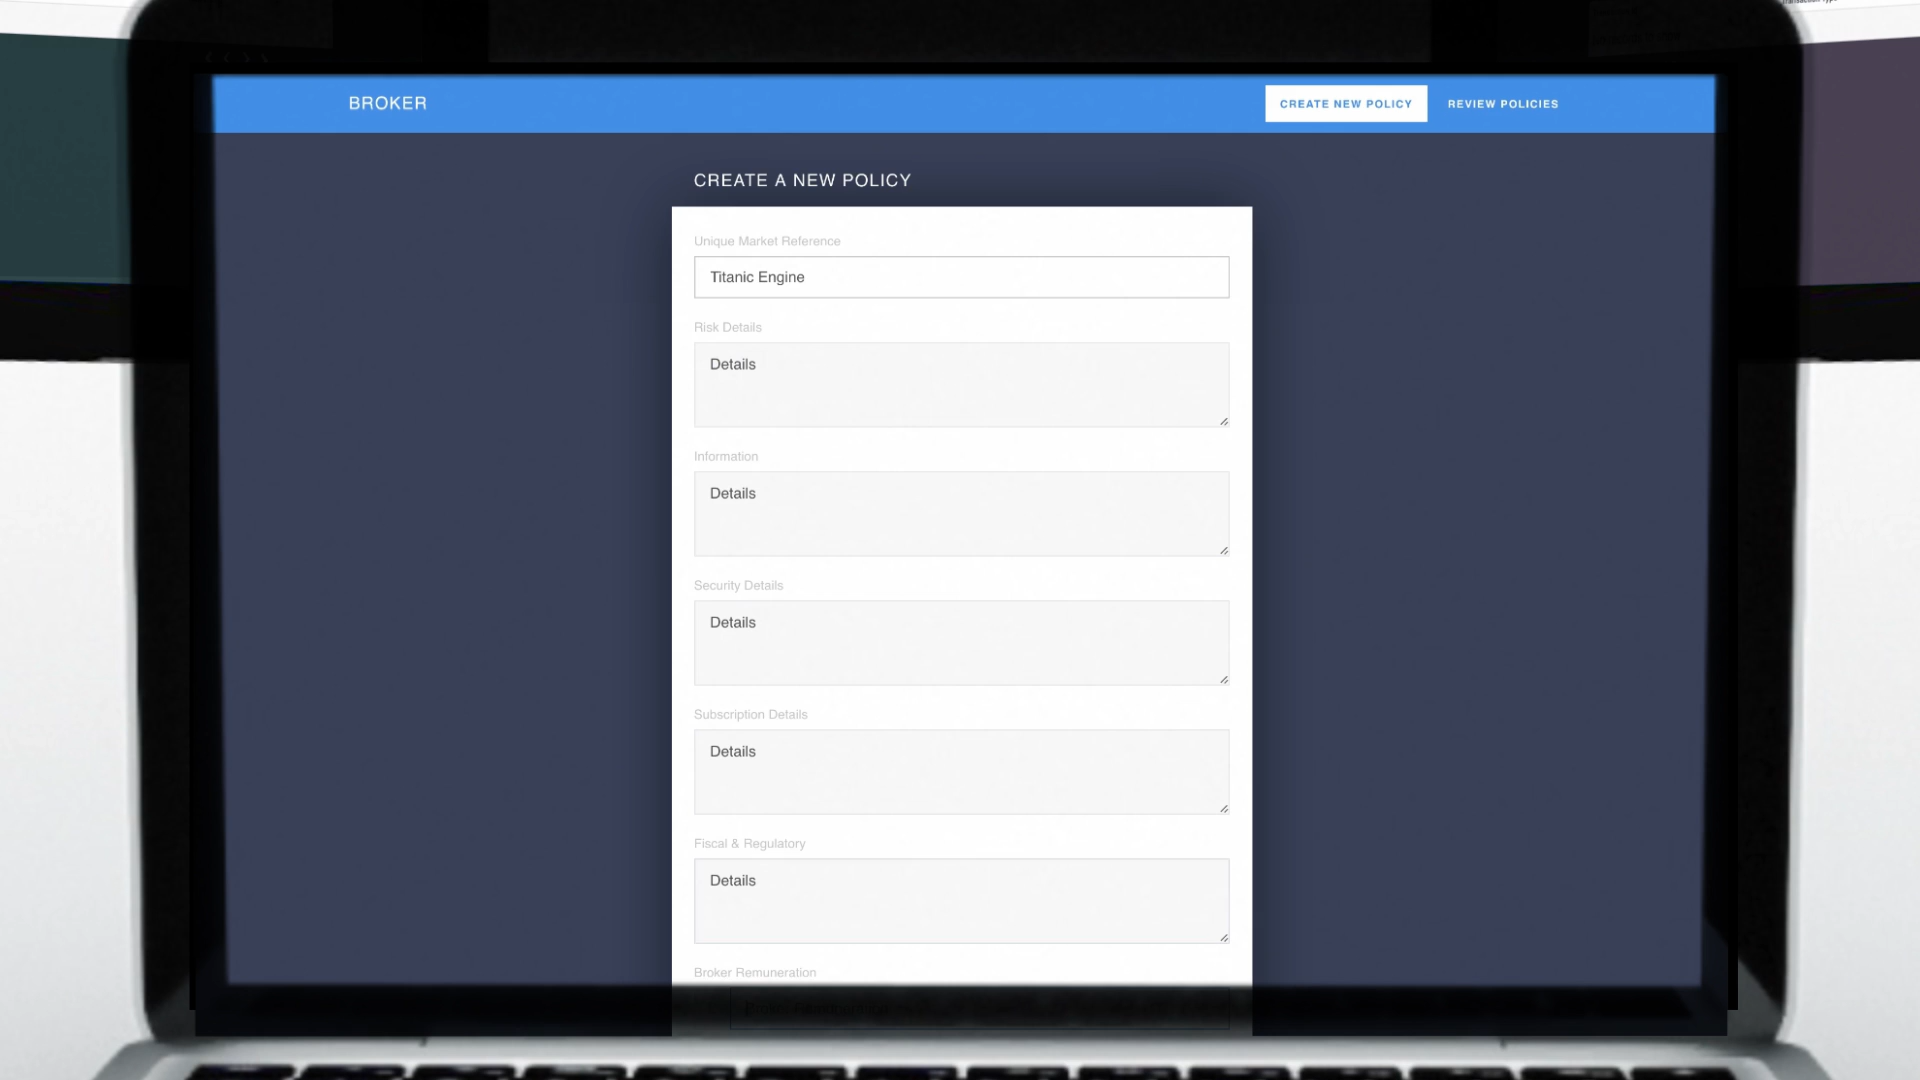 BROKER
CREATE NEW POLICY
REVIEW POLICIES
CREATE A NEW POLICY
Unique Market Reference
Titanic Engine
Risk Details
Details
Information
Details
Security Details
Details
Subscription Details
Details
Fiscal & Regulatory
Details
Broker Remuneration